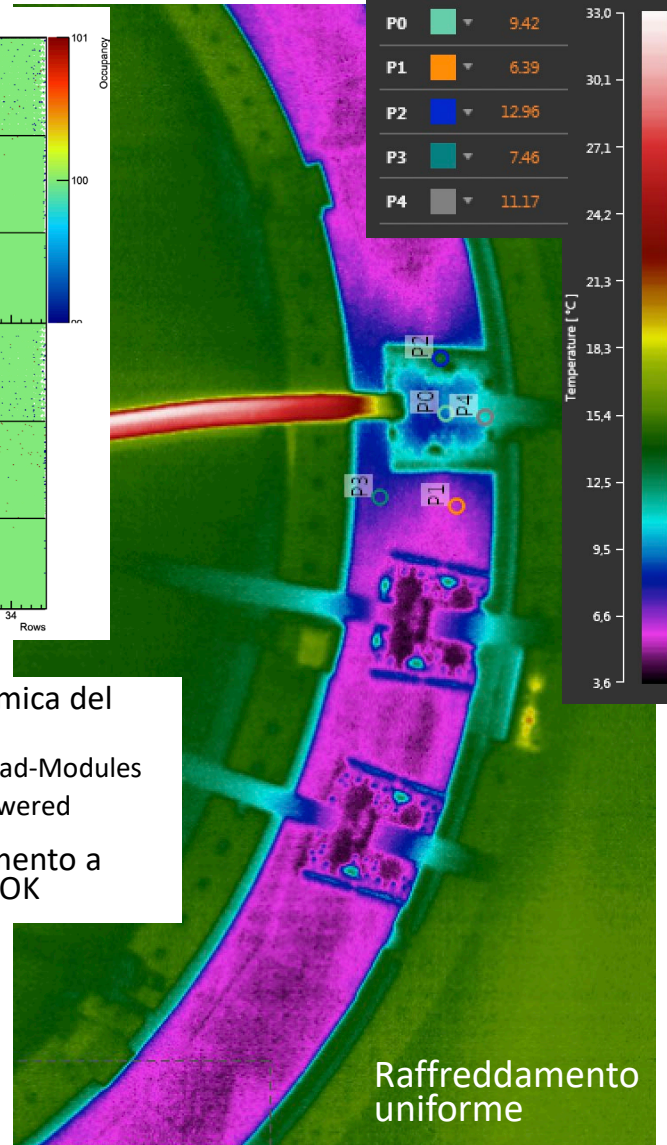 101
100
Occupancy
34
Rows
P0 9.42
P1 6.39
P2 12.96
P3 7.46
P4 11.17
33,0
30,1
27,1
24,2
21,3
18,3
15,4
12,5
9,5
6,6
3,6
Temperature [°C]
P2
P0
P4
P3
P1
mica del
ad-Modules
wered
mento a
OK
Raffreddamento
uniforme